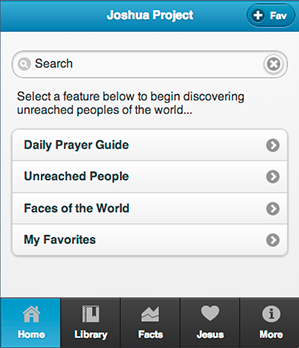 Joshua Project
+ Fav
Search
Select a feature below to begin discovering
unreached peoples of the world...
Daily Prayer Guide
Unreached People
Faces of the World
My Favorites
Home
Library
Facts
Jesus
More